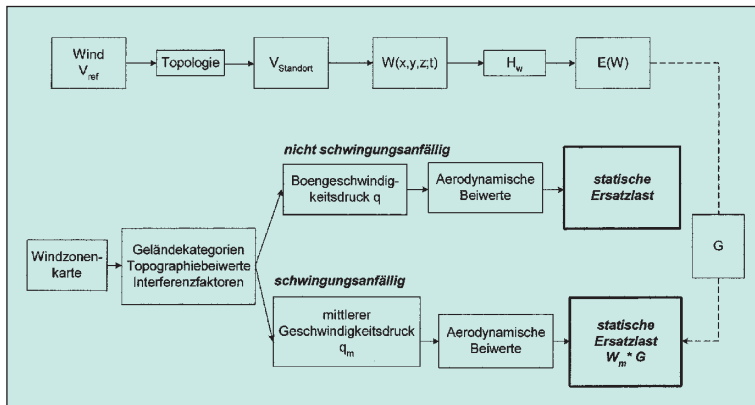 Wind
V_ref
Topologie
V_Standort
W(x,y,z;t)
H_w
E(W)
nicht schwingungsanfällig
Boengeschwindig-
keitsdruck q
Aerodynamische
Beiwerte
statische
Ersatzlast
G
Windzonen-
karte
Geländekategorien
Topographiebeiwerte
Interferenzfaktoren
schwingungsanfällig
mittlerer
Geschwindigkeitsdruck
q_m
Aerodynamische
Beiwerte
statische
Ersatzlast
W_m* G